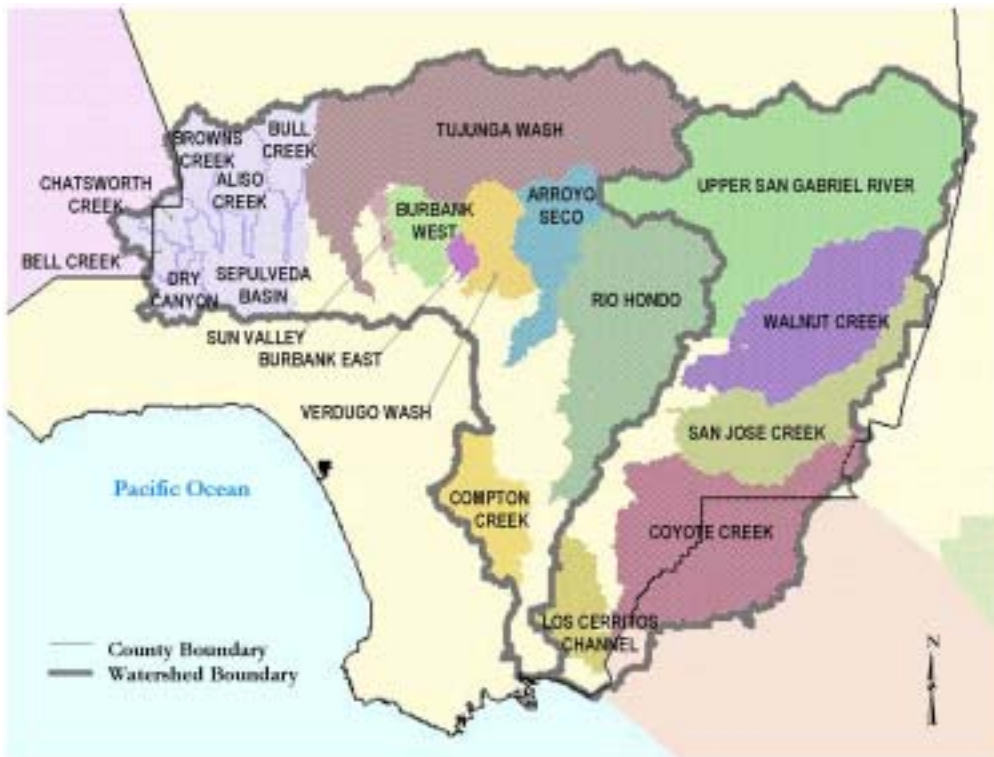 BULL
CREEK
BROWNS
CREEK
TUJUNGA WASH
CHATSWORTH
CREEK
ALISO
CREEK
BURBANK
WEST
ARROYO
SECO
UPPER SAN GABRIEL RIVER
BELL CREEK
DRY
CANYON
SEPULVEDA
BASIN
RIO HONDO
WALNUT CREEK
SUN VALLEY
BURBANK EAST
VERDUGO WASH
SAN JOSE CREEK
Pacific Ocean
COMPTON
CREEK
COYOTE CREEK
LOS CERRITOS
CHANNEL
County Boundary
Watershed Boundary
N